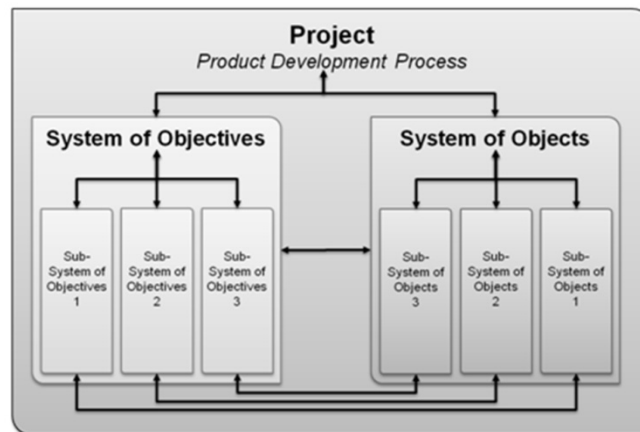 Project
Product Development Process
System of Objectives
System of Objects
Sub-
System of
Objectives
1
Sub-
System of
Objectives
2
Sub-
System of
Objectives
3
Sub-
System of
Objects
3
Sub-
System of
Objects
2
Sub-
System of
Objects
1